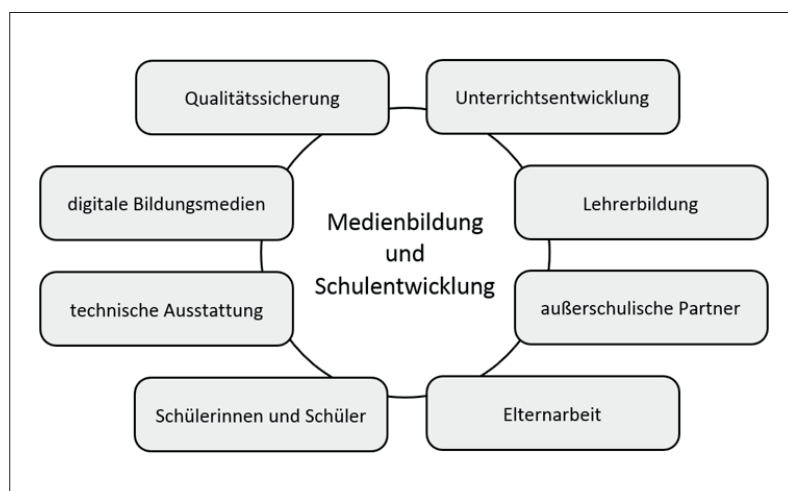 Qualitätssicherung
Unterrichtsentwicklung
digitale Bildungsmedien
Lehrerbildung
Medienbildung
und
Schulentwicklung
technische Ausstattung
außerschulische Partner
Schülerinnen und Schüler
Elternarbeit